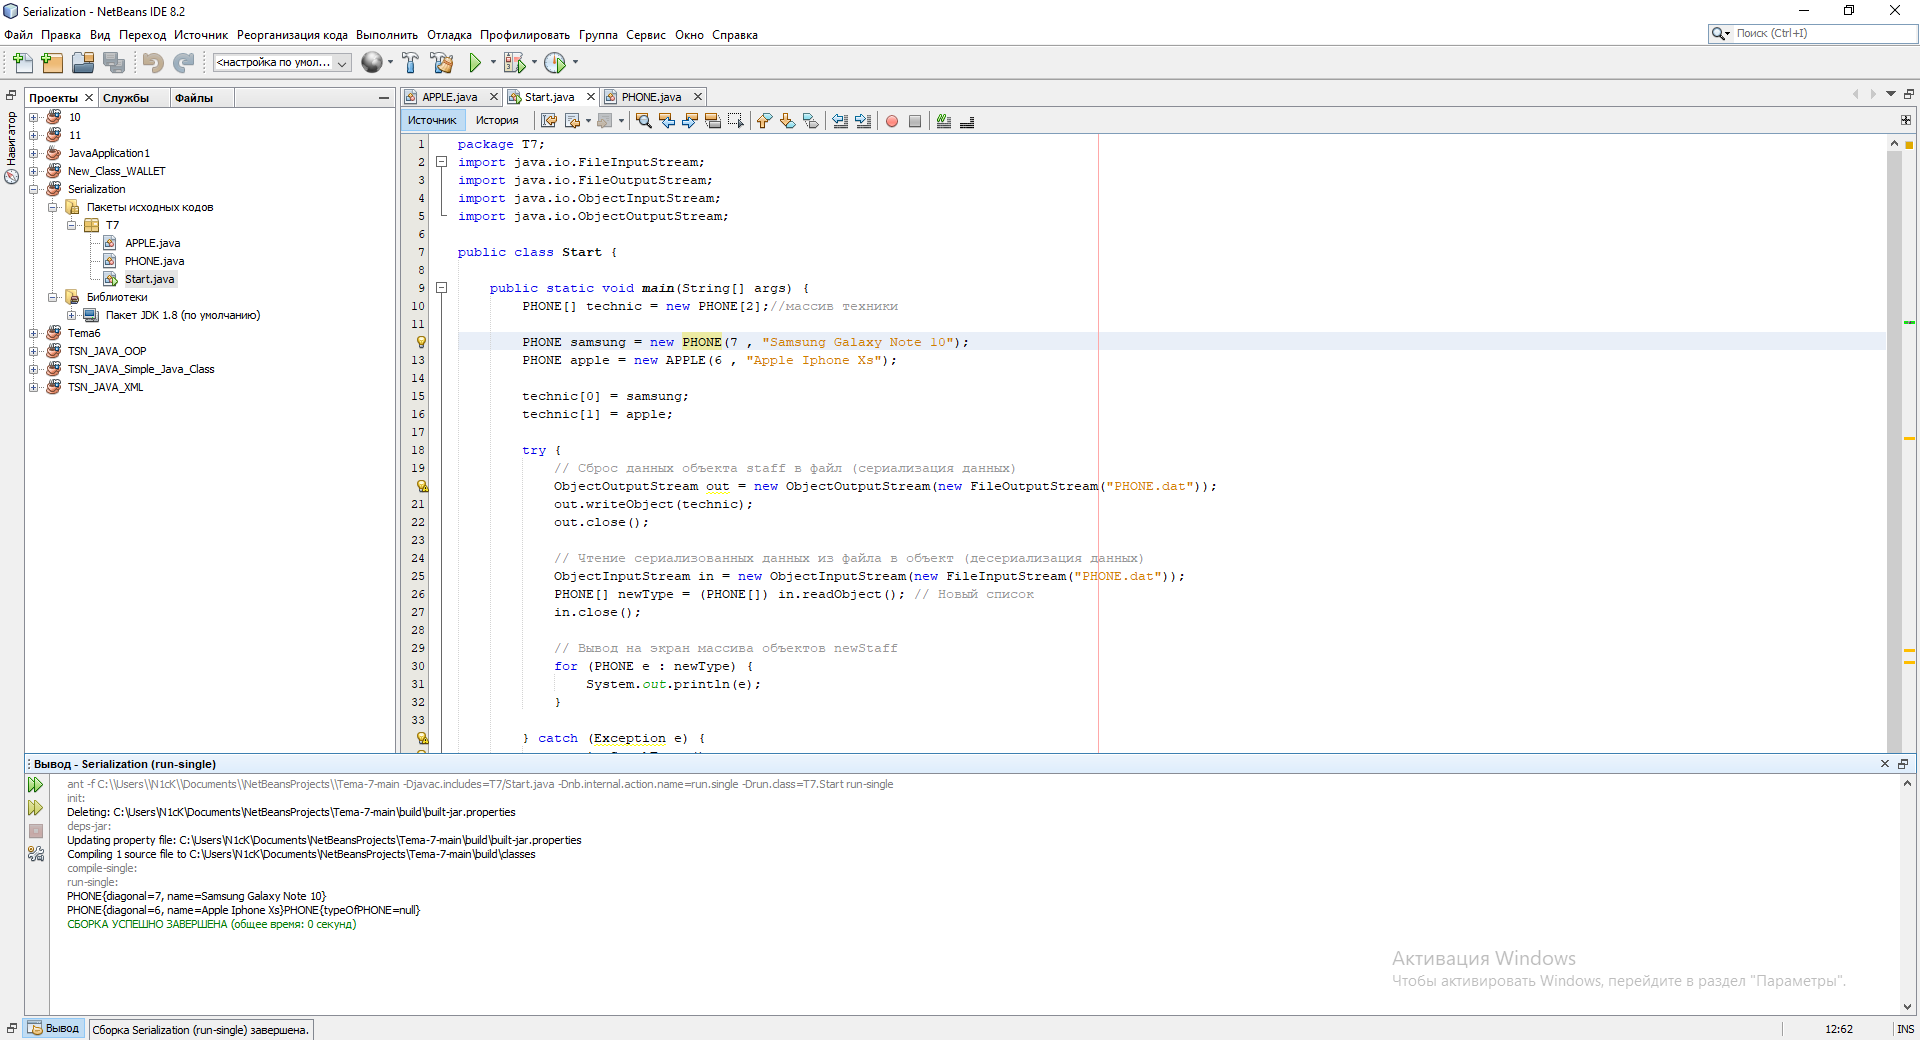 Serialization - NetBeans IDE 8.2
Файл Правка Вид Переход Источник Реорганизация кода Выполнить Отладка Профилировать Группа Сервис Окно Справка
Поиск (Ctrl+I)
<настройка по умол...
Проекты Службы Файлы
Навигатор
10
11
JavaApplication1
New_Class_WALLET
Serialization
Пакеты исходных кодов
T7
APPLE.java
PHONE.java
Start.java
Библиотеки
Пакет JDK 1.8 (по умолчанию)
Tema6
TSN_JAVA_OOP
TSN_JAVA_Simple_Java_Class
TSN_JAVA_XML
APPLE.java Start.java PHONE.java
Источник История
1 package T7;
2 import java.io.FileInputStream;
3 import java.io.FileOutputStream;
4 import java.io.ObjectInputStream;
5 import java.io.ObjectOutputStream;
6
7 public class Start {
8
9 public static void main(String[] args) {
10 PHONE[] technic = new PHONE[2];//массив техники
11
PHONE samsung = new PHONE(7 , "Samsung Galaxy Note 10");
13 PHONE apple = new APPLE(6 , "Apple Iphone Xs");
14
15 technic[0] = samsung;
16 technic[1] = apple;
17
18 try {
19 // Сброс данных объекта staff в файл (сериализация данных)
ObjectOutputStream out = new ObjectOutputStream(new FileOutputStream("PHONE.dat"));
21 out.writeObject(technic);
22 out.close();
23
24 // Чтение сериализованных данных из файла в объект (десериализация данных)
25 ObjectInputStream in = new ObjectInputStream(new FileInputStream("PHONE.dat"));
26 PHONE[] newType = (PHONE[]) in.readObject(); // Новый список
27 in.close();
28
29 // Вывод на экран массива объектов newStaff
30 for (PHONE e : newType) {
31 System.out.println(e);
32 }
33
} catch (Exception e) {
Вывод - Serialization (run-single)
ant -f C:\\Users\\N1cK\\Documents\\NetBeansProjects\\Tema-7-main -Djavac.includes=T7/Start.java -Dnb.internal.action.name=run.single -Drun.class=T7.Start run-single
init:
Deleting: C:\Users\N1cK\Documents\NetBeansProjects\Tema-7-main\build\built-jar.properties
deps-jar:
Updating property file: C:\Users\N1cK\Documents\NetBeansProjects\Tema-7-main\build\built-jar.properties
Compiling 1 source file to C:\Users\N1cK\Documents\NetBeansProjects\Tema-7-main\build\classes
compile-single:
run-single:
PHONE{diagonal=7, name=Samsung Galaxy Note 10}
PHONE{diagonal=6, name=Apple Iphone Xs}PHONE{typeOfPHONE=null}
СБОРКА УСПЕШНО ЗАВЕРШЕНА (общее время: 0 секунд)
Активация Windows
Чтобы активировать Windows, перейдите в раздел "Параметры".
Вывод
Сборка Serialization (run-single) завершена.
12:62 INS